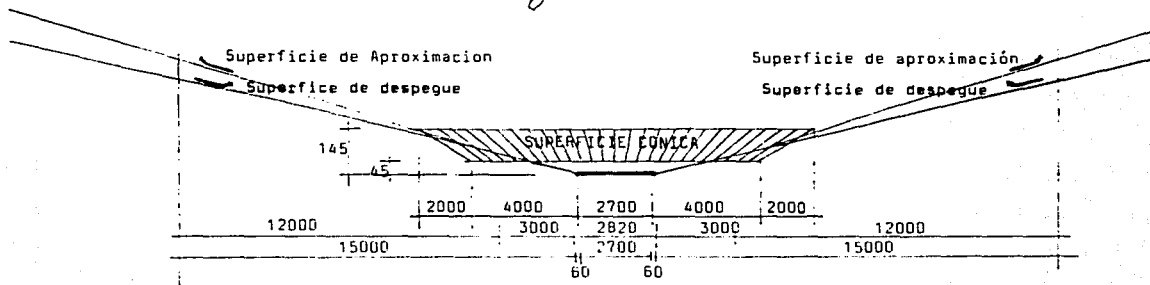 Superficie de Aproximacion
Superficie de aproximación
Superfice de despegue
Superficie de despegue
SUPERFICIE CONICA
145
45
2000 4000 2700 4000 2000
12000 3000 2820 3000 12000
15000 2700 15000
60 60